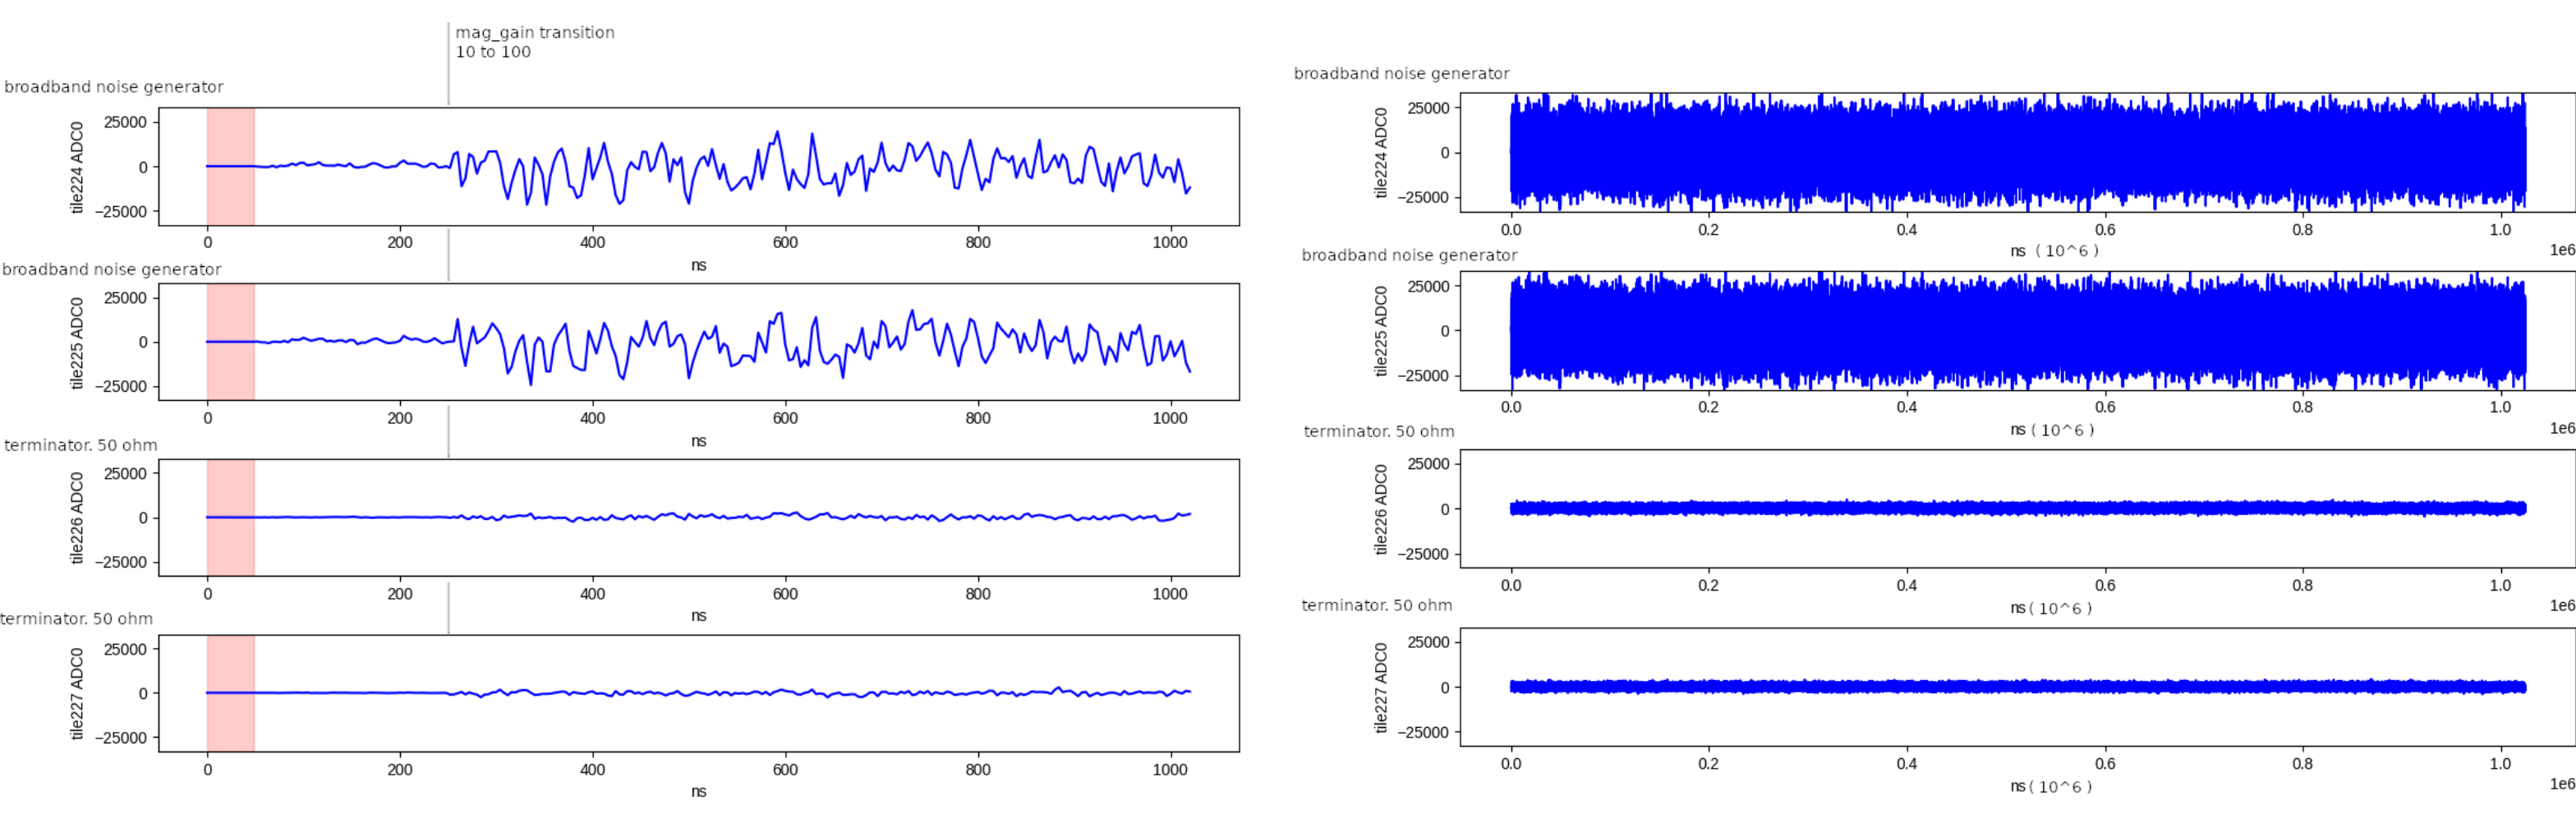 mag_gain transition
10 to 100
broadband noise generator
tile224 ADC0
25000
0
−25000
0 200 400 600 800 1000
ns
broadband noise generator
tile225 ADC0
25000
0
−25000
0 200 400 600 800 1000
ns
terminator. 50 ohm
tile226 ADC0
25000
0
−25000
0 200 400 600 800 1000
ns
terminator. 50 ohm
tile227 ADC0
25000
0
−25000
0 200 400 600 800 1000
ns
broadband noise generator
tile224 ADC0
25000
0
−25000
0.0 0.2 0.4 0.6 0.8 1.0
ns ( 10^6 )
1e6
broadband noise generator
tile225 ADC0
25000
0
−25000
0.0 0.2 0.4 0.6 0.8 1.0
ns ( 10^6 )
1e6
terminator. 50 ohm
tile226 ADC0
25000
0
−25000
0.0 0.2 0.4 0.6 0.8 1.0
ns ( 10^6 )
1e6
terminator. 50 ohm
tile227 ADC0
25000
0
−25000
0.0 0.2 0.4 0.6 0.8 1.0
ns ( 10^6 )
1e6